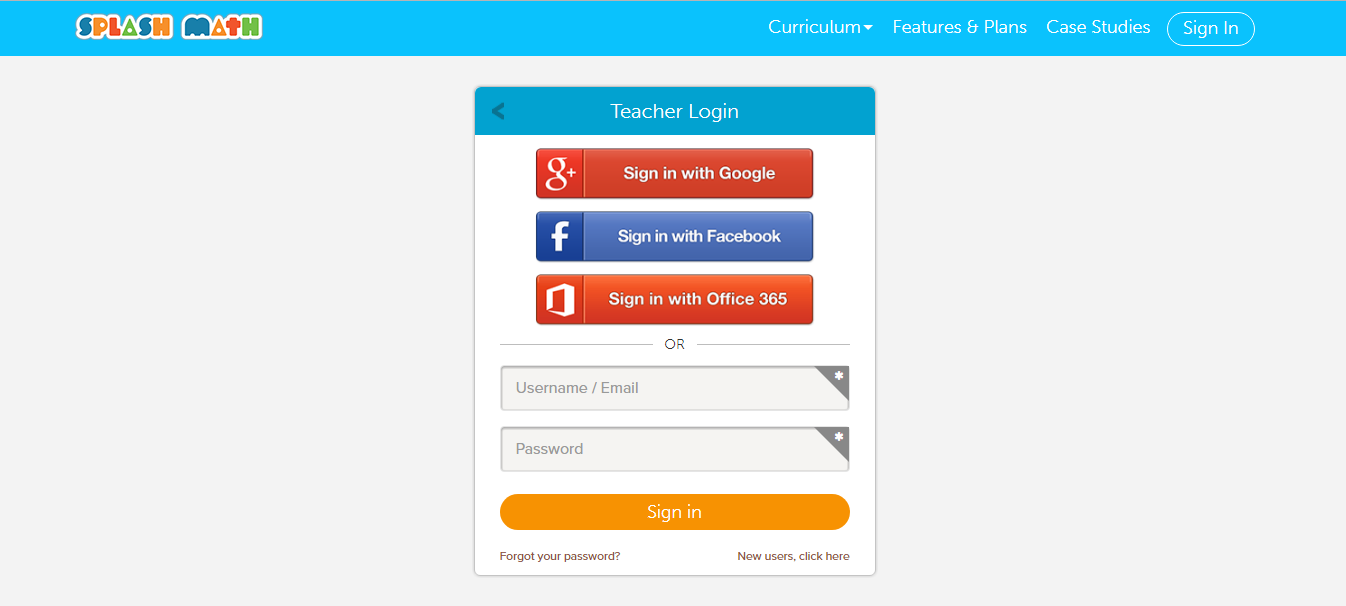 SPLASH MATH
Curriculum Features & Plans Case Studies Sign In
< Teacher Login
g+ Sign in with Google
f Sign in with Facebook
Sign in with Office 365
OR
Username / Email *
Password *
Sign in
Forgot your password? New users, click here